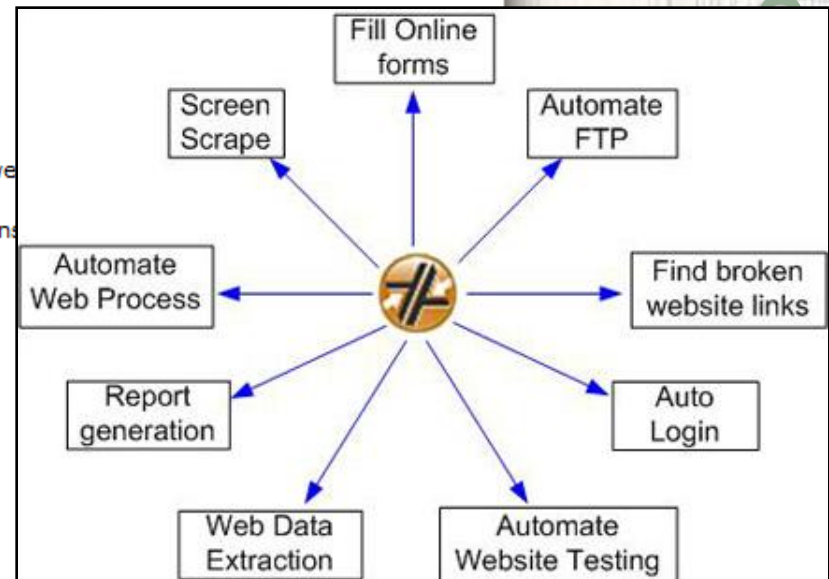 Fill Online
forms
Screen
Scrape
Automate
FTP
Automate
Web Process
Find broken
website links
Report
generation
Auto
Login
Web Data
Extraction
Automate
Website Testing